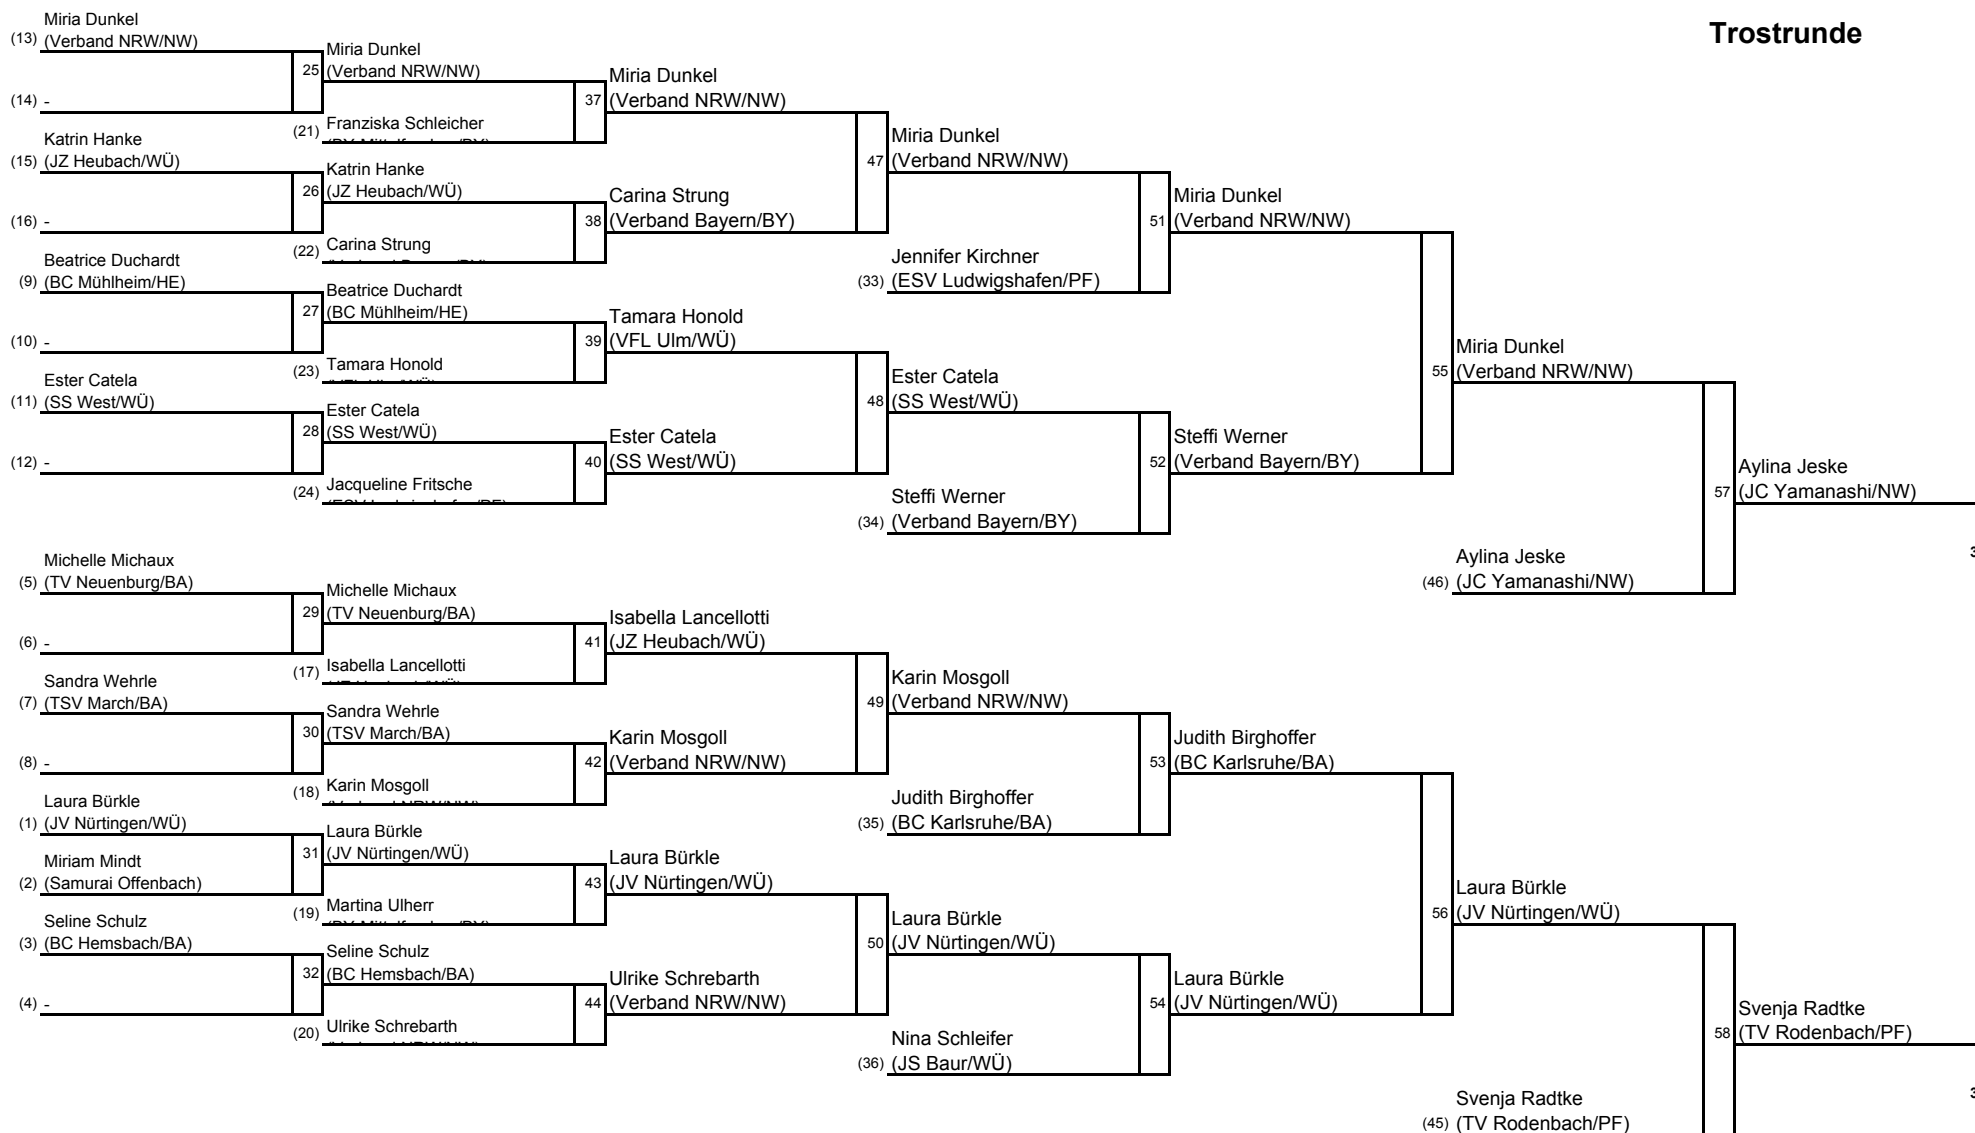 Trostrunde
Miria Dunkel
(13) (Verband NRW/NW)
(14) -
Katrin Hanke
(15) (JZ Heubach/WÜ)
(16) -
Beatrice Duchardt
(9) (BC Mühlheim/HE)
(10) -
Ester Catela
(11) (SS West/WÜ)
(12) -
Michelle Michaux
(5) (TV Neuenburg/BA)
(6) -
Sandra Wehrle
(7) (TSV March/BA)
(8) -
Laura Bürkle
(1) (JV Nürtingen/WÜ)
Miriam Mindt
(2) (Samurai Offenbach)
Seline Schulz
(3) (BC Hemsbach/BA)
(4) -
Miria Dunkel
25 (Verband NRW/NW)
(21) Franziska Schleicher
Katrin Hanke
26 (JZ Heubach/WÜ)
(22) Carina Strung
Beatrice Duchardt
27 (BC Mühlheim/HE)
(23) Tamara Honold
Ester Catela
28 (SS West/WÜ)
(24) Jacqueline Fritsche
Michelle Michaux
29 (TV Neuenburg/BA)
(17) Isabella Lancellotti
Sandra Wehrle
30 (TSV March/BA)
(18) Karin Mosgoll
Laura Bürkle
31 (JV Nürtingen/WÜ)
(19) Martina Ulherr
Seline Schulz
32 (BC Hemsbach/BA)
(20) Ulrike Schrebarth
Miria Dunkel
37 (Verband NRW/NW)
Carina Strung
38 (Verband Bayern/BY)
Tamara Honold
39 (VFL Ulm/WÜ)
Ester Catela
40 (SS West/WÜ)
Isabella Lancellotti
41 (JZ Heubach/WÜ)
Karin Mosgoll
42 (Verband NRW/NW)
Laura Bürkle
43 (JV Nürtingen/WÜ)
Ulrike Schrebarth
44 (Verband NRW/NW)
Miria Dunkel
47 (Verband NRW/NW)
Jennifer Kirchner
(33) (ESV Ludwigshafen/PF)
Ester Catela
48 (SS West/WÜ)
Steffi Werner
(34) (Verband Bayern/BY)
Karin Mosgoll
49 (Verband NRW/NW)
Judith Birghoffer
(35) (BC Karlsruhe/BA)
Laura Bürkle
50 (JV Nürtingen/WÜ)
Nina Schleifer
(36) (JS Baur/WÜ)
Miria Dunkel
51 (Verband NRW/NW)
Steffi Werner
52 (Verband Bayern/BY)
Judith Birghoffer
53 (BC Karlsruhe/BA)
Laura Bürkle
54 (JV Nürtingen/WÜ)
Miria Dunkel
55 (Verband NRW/NW)
Aylina Jeske
(46) (JC Yamanashi/NW)
Laura Bürkle
56 (JV Nürtingen/WÜ)
Svenja Radtke
(45) (TV Rodenbach/PF)
Aylina Jeske
57 (JC Yamanashi/NW)
Svenja Radtke
58 (TV Rodenbach/PF)